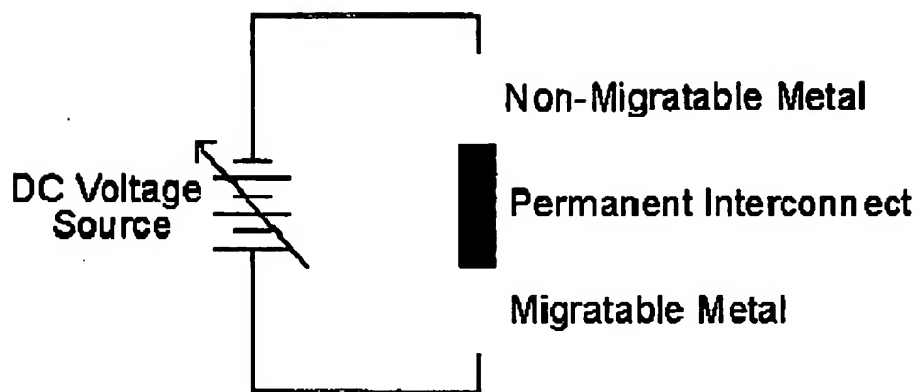 Non-Migratable Metal
DC Voltage
Source
Permanent Interconnect
Migratable Metal